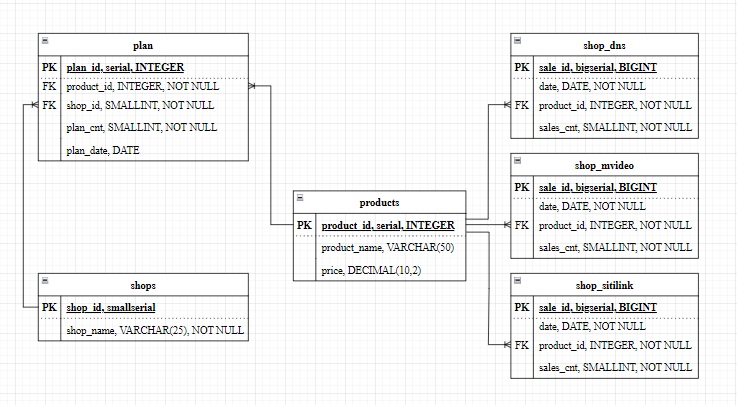 plan
PK plan_id, serial, INTEGER
FK product_id, INTEGER, NOT NULL
FK shop_id, SMALLINT, NOT NULL
plan_cnt, SMALLINT, NOT NULL
plan_date, DATE
shops
PK shop_id, smallserial
shop_name, VARCHAR(25), NOT NULL
products
PK product_id, serial, INTEGER
product_name, VARCHAR(50)
price, DECIMAL(10,2)
shop_dns
PK sale_id, bigserial, BIGINT
date, DATE, NOT NULL
FK product_id, INTEGER, NOT NULL
sales_cnt, SMALLINT, NOT NULL
shop_mvideo
PK sale_id, bigserial, BIGINT
date, DATE, NOT NULL
FK product_id, INTEGER, NOT NULL
sales_cnt, SMALLINT, NOT NULL
shop_sitilink
PK sale_id, bigserial, BIGINT
date, DATE, NOT NULL
FK product_id, INTEGER, NOT NULL
sales_cnt, SMALLINT, NOT NULL